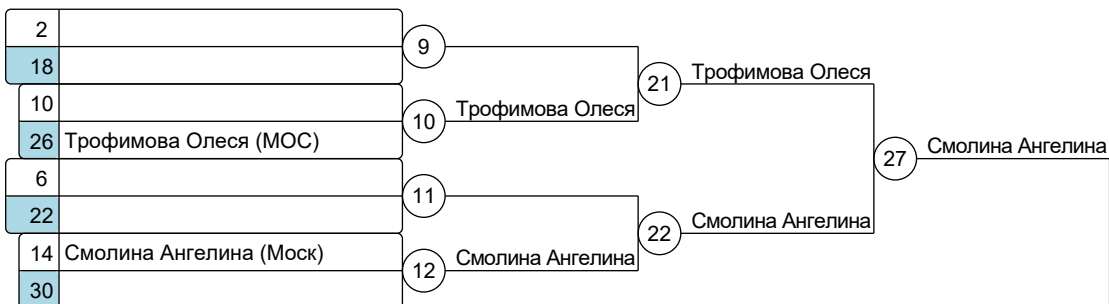 2
9
18
21 Трофимова Олеся
10
10 Трофимова Олеся
26 Трофимова Олеся (МОС)
27 Смолина Ангелина
6
11
22
22 Смолина Ангелина
14 Смолина Ангелина (Моск)
12 Смолина Ангелина
30